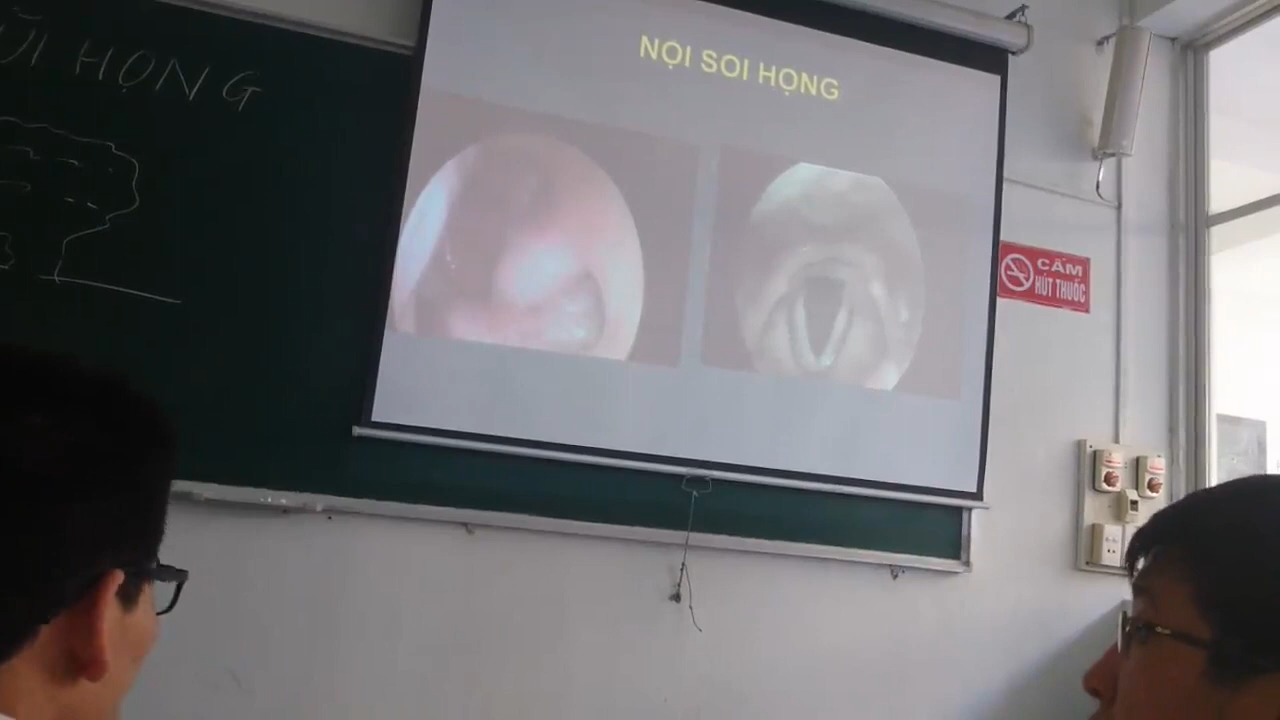 HỌNG
NỘI SOI HỌNG
CẤM
HÚT THUỐC